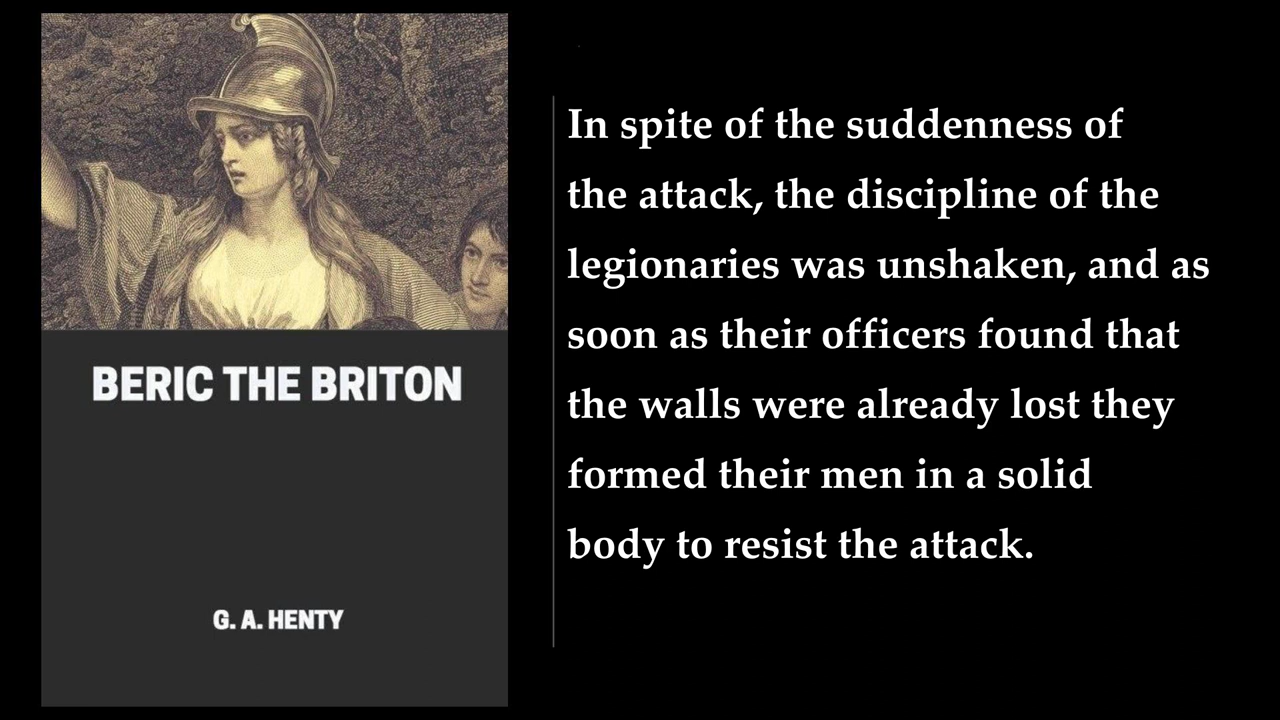 BERIC THE BRITON
G. A. HENTY
In spite of the suddenness of
the attack, the discipline of the
legionaries was unshaken, and as
soon as their officers found that
the walls were already lost they
formed their men in a solid
body to resist the attack.